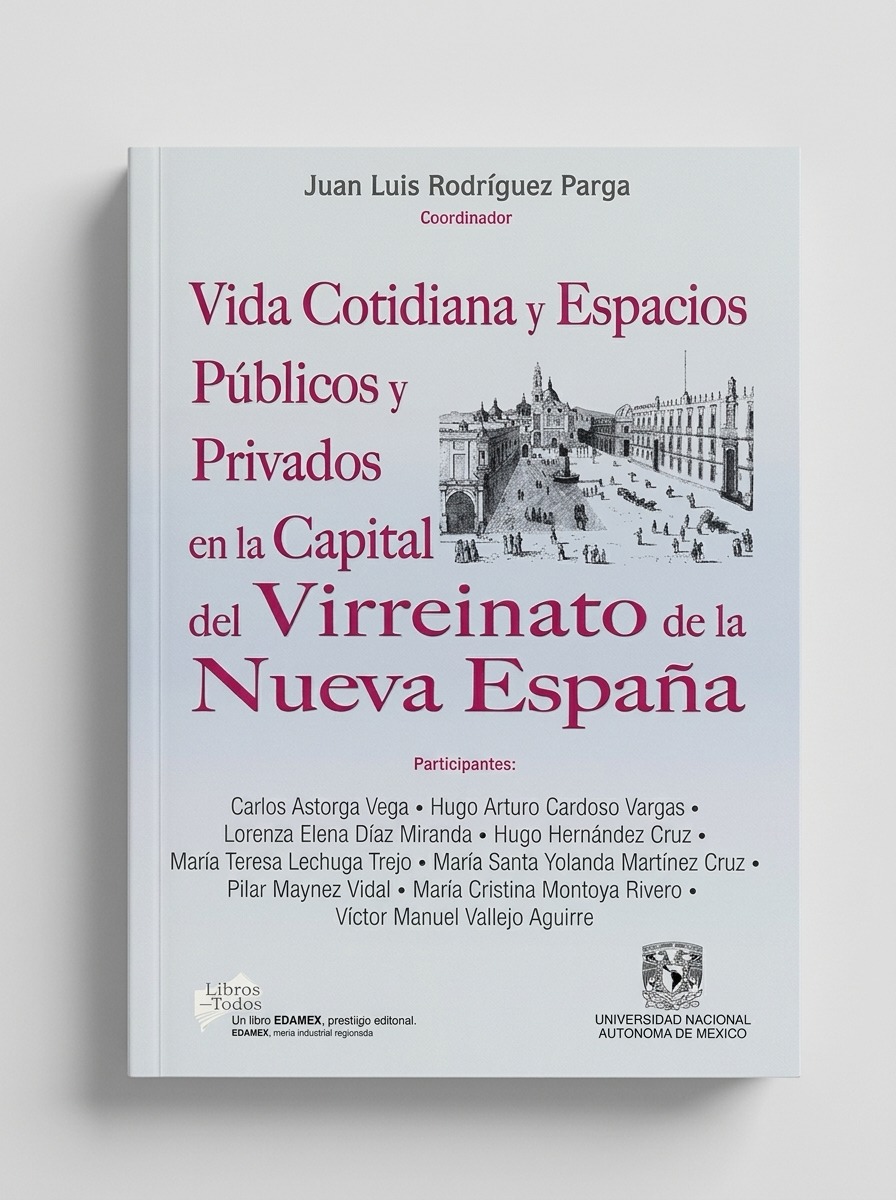 Juan Luis Rodríguez Parga
Coordinador
Vida Cotidiana y Espacios
Públicos y
Privados
en la Capital
del Virreinato de la
Nueva España
Participantes:
Carlos Astorga Vega • Hugo Arturo Cardoso Vargas •
Lorenza Elena Díaz Miranda • Hugo Hernández Cruz •
María Teresa Lechuga Trejo • María Santa Yolanda Martínez Cruz •
Pilar Maynez Vidal • María Cristina Montoya Rivero •
Víctor Manuel Vallejo Aguirre
Libros
—Todos
Un libro EDAMEX, prestiigo editonal.
EDAMEX, meria industrial regionsda
UNIVERSIDAD NACIONAL
AUTONOMA DE MEXICO